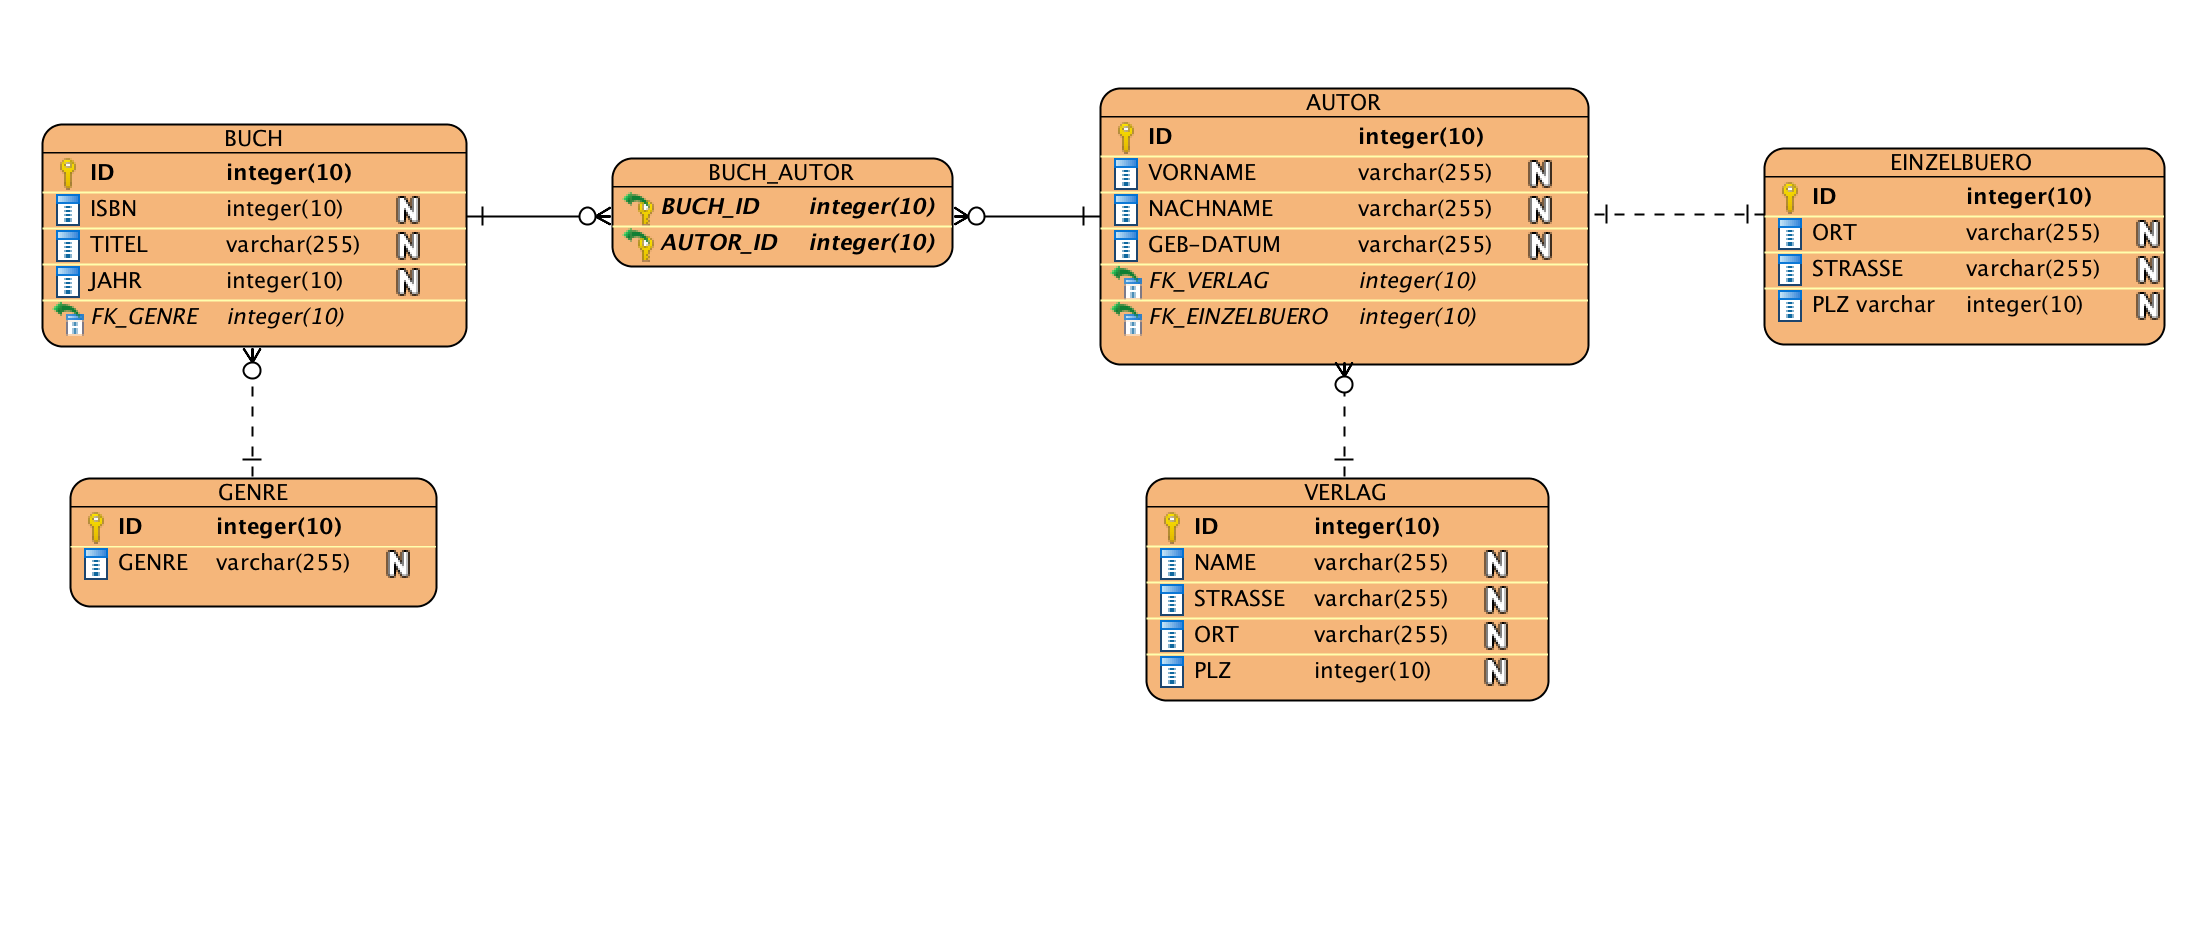 BUCH
ID integer(10)
ISBN integer(10) N
TITEL varchar(255) N
JAHR integer(10) N
FK_GENRE integer(10)
BUCH_AUTOR
BUCH_ID integer(10)
AUTOR_ID integer(10)
AUTOR
ID integer(10)
VORNAME varchar(255) N
NACHNAME varchar(255) N
GEB-DATUM varchar(255) N
FK_VERLAG integer(10)
FK_EINZELBUERO integer(10)
EINZELBUERO
ID integer(10)
ORT varchar(255) N
STRASSE varchar(255) N
PLZ varchar integer(10) N
GENRE
ID integer(10)
GENRE varchar(255) N
VERLAG
ID integer(10)
NAME varchar(255) N
STRASSE varchar(255) N
ORT varchar(255) N
PLZ integer(10) N